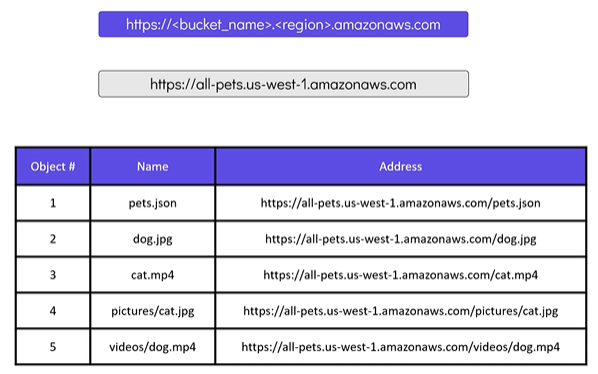 https://<bucket_name>.<region>.amazonaws.com
https://all-pets.us-west-1.amazonaws.com
Object # Name Address
1 pets.json https://all-pets.us-west-1.amazonaws.com/pets.json
2 dog.jpg https://all-pets.us-west-1.amazonaws.com/dog.jpg
3 cat.mp4 https://all-pets.us-west-1.amazonaws.com/cat.mp4
4 pictures/cat.jpg https://all-pets.us-west-1.amazonaws.com/pictures/cat.jpg
5 videos/dog.mp4 https://all-pets.us-west-1.amazonaws.com/videos/dog.mp4